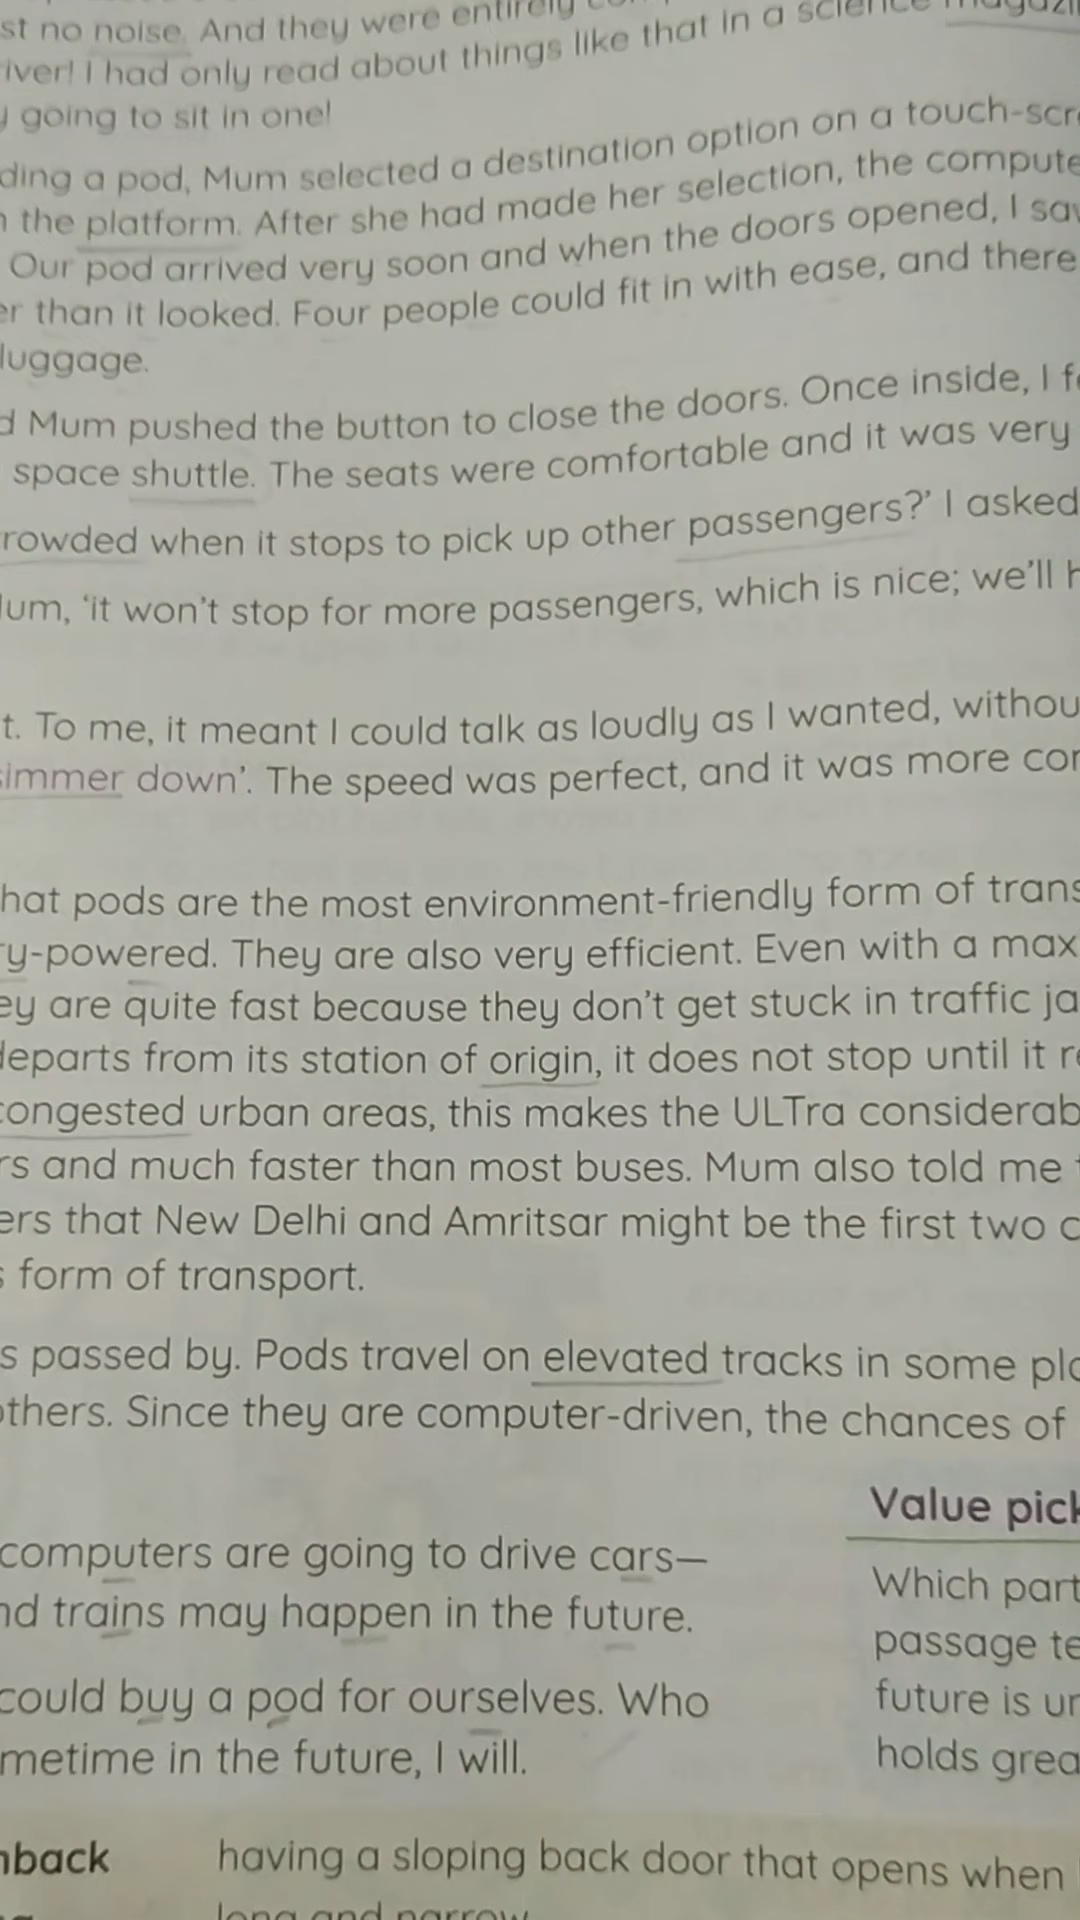 st no noise. And they were entirely
iver! I had only read about things like that in a science
going to sit in one!
ding a pod, Mum selected a destination option on a touch-scr
the platform. After she had made her selection, the compute
Our pod arrived very soon and when the doors opened, I sa
er than it looked. Four people could fit in with ease, and there
luggage.
d Mum pushed the button to close the doors. Once inside, I f
space shuttle. The seats were comfortable and it was very
rowded when it stops to pick up other passengers?' I asked
um, 'it won't stop for more passengers, which is nice; we'll h
t. To me, it meant I could talk as loudly as I wanted, withou
simmer down'. The speed was perfect, and it was more cor
hat pods are the most environment-friendly form of trans
ry-powered. They are also very efficient. Even with a max
ey are quite fast because they don't get stuck in traffic ja
departs from its station of origin, it does not stop until it re
congested urban areas, this makes the ULTra considerab
rs and much faster than most buses. Mum also told me t
ers that New Delhi and Amritsar might be the first two c
s form of transport.
s passed by. Pods travel on elevated tracks in some pla
others. Since they are computer-driven, the chances of
Value pick
computers are going to drive cars—
nd trains may happen in the future.
could buy a pod for ourselves. Who
metime in the future, I will.
Which part
passage te
future is un
holds grea
hback having a sloping back door that opens when
long and narrow